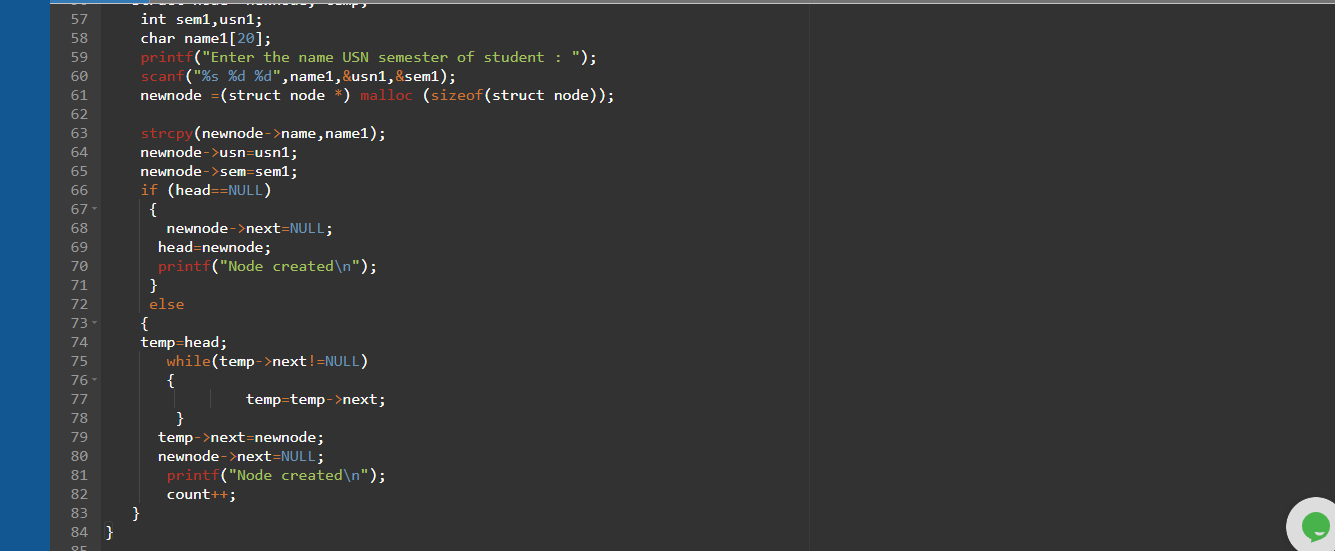 57 int sem1,usn1;
58 char name1[20];
59 printf("Enter the name USN semester of student : ");
60 scanf("%s %d %d",name1,&usn1,&sem1);
61 newnode =(struct node *) malloc (sizeof(struct node));
62
63 strcpy(newnode->name,name1);
64 newnode->usn=usn1;
65 newnode->sem=sem1;
66 if (head==NULL)
67 {
68 newnode->next=NULL;
69 head=newnode;
70 printf("Node created\n");
71 }
72 else
73 {
74 temp=head;
75 while(temp->next!=NULL)
76 {
77 temp=temp->next;
78 }
79 temp->next=newnode;
80 newnode->next=NULL;
81 printf("Node created\n");
82 count++;
83 }
84 }